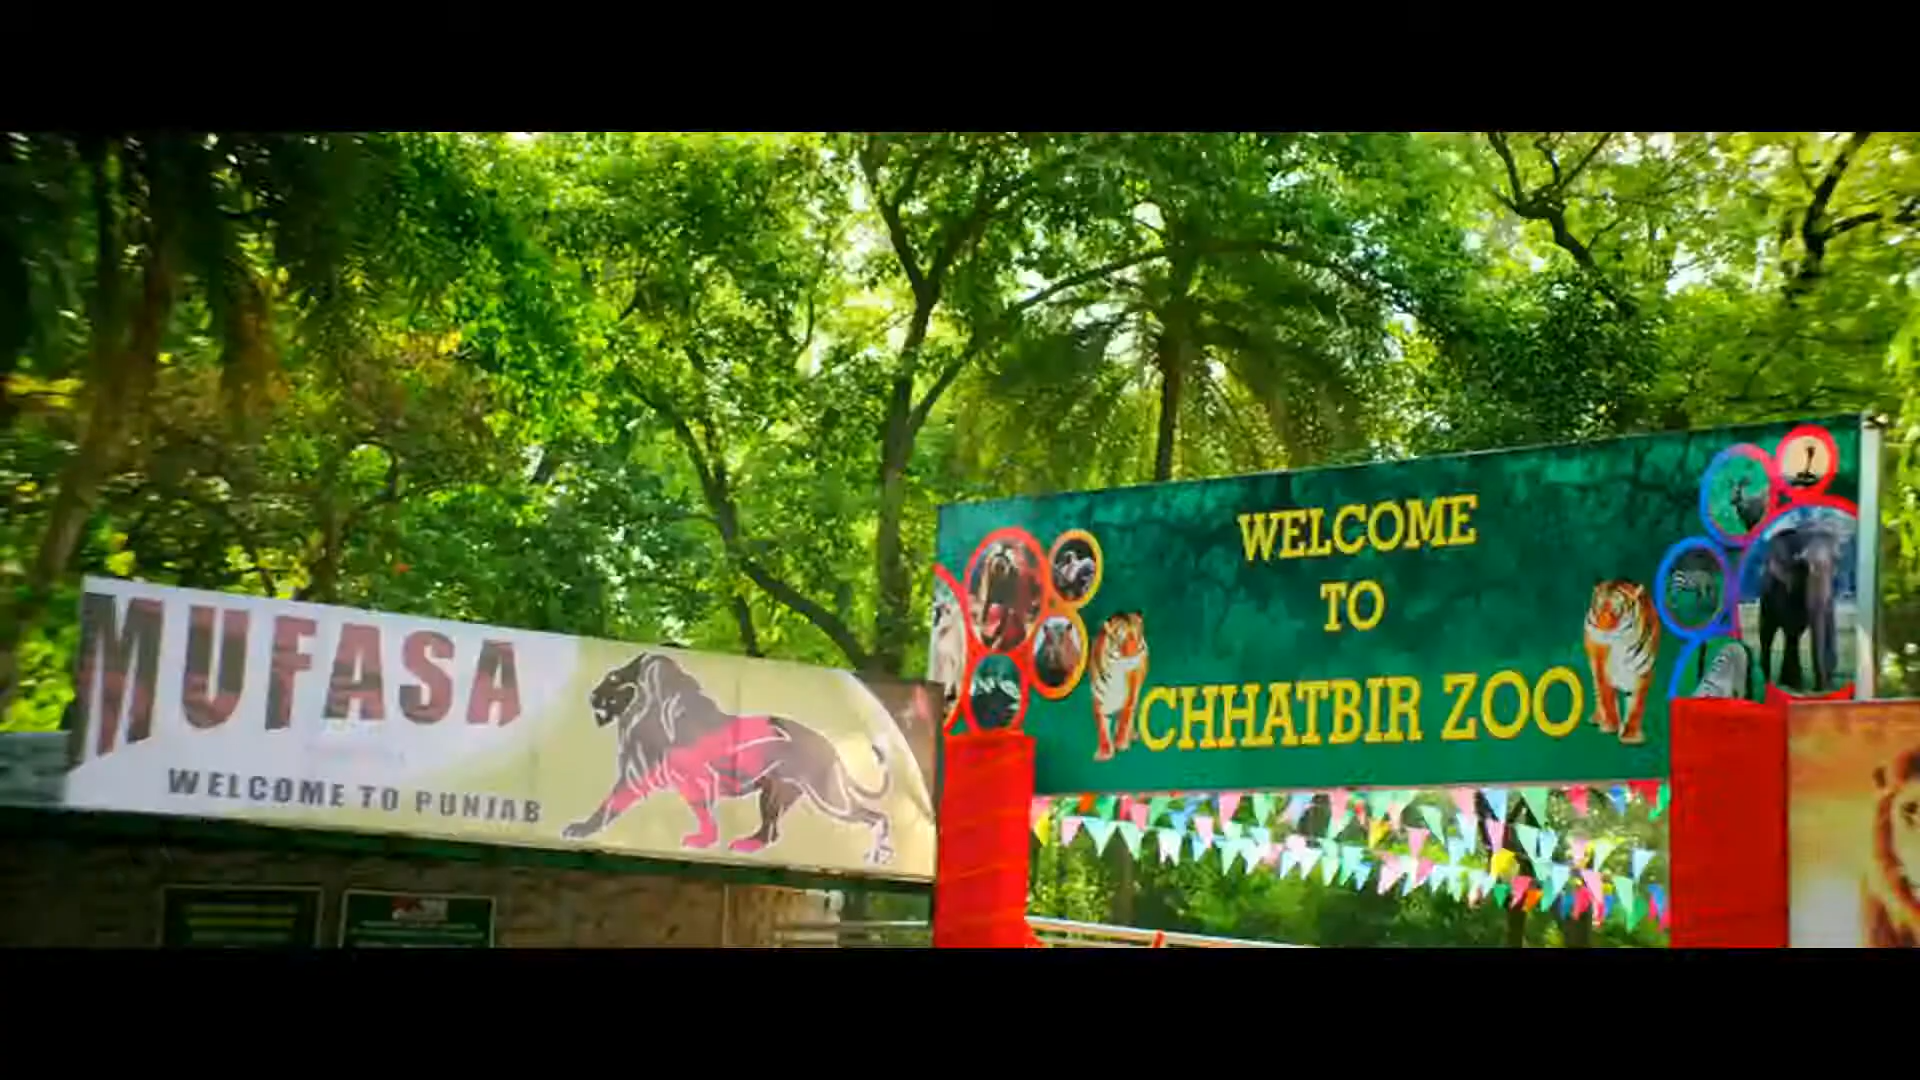 MUFASA
WELCOME TO PUNJAB
WELCOME
TO
CHHATBIR ZOO